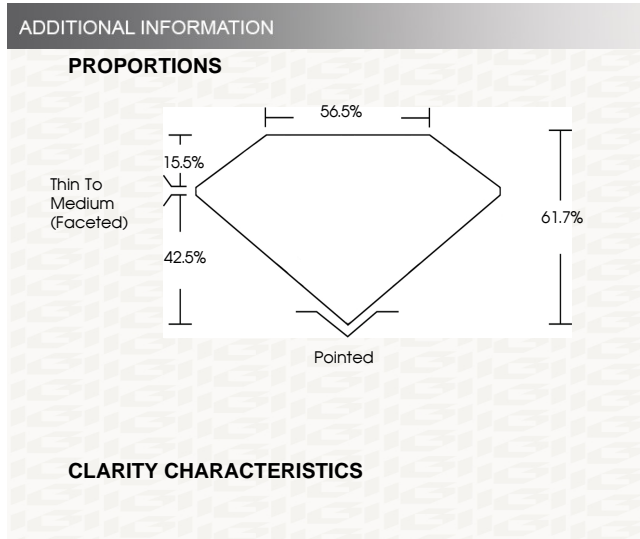 ADDITIONAL INFORMATION
PROPORTIONS
56.5%
15.5%
Thin To
Medium
(Faceted)
61.7%
42.5%
Pointed
CLARITY CHARACTERISTICS